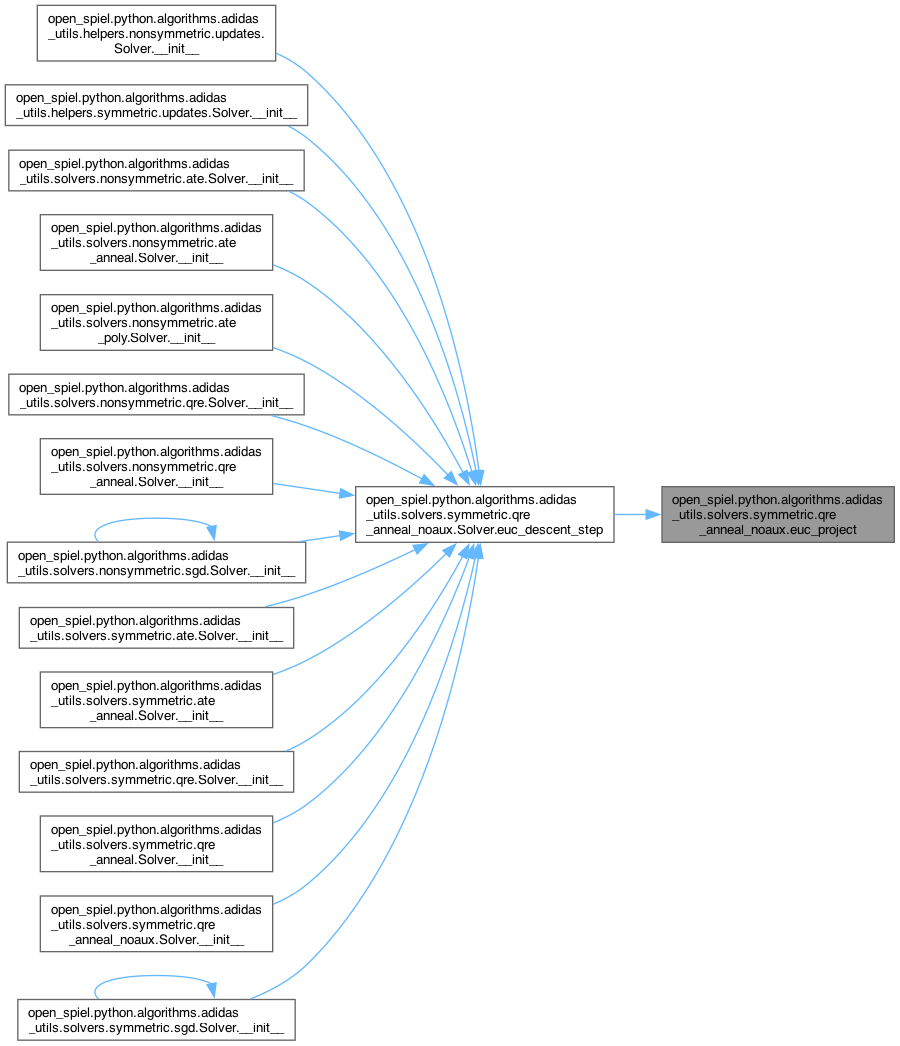 open_spiel.python.algorithms.adidas
_utils.helpers.nonsymmetric.updates.
Solver.__init__
open_spiel.python.algorithms.adidas
_utils.helpers.symmetric.updates.Solver.__init__
open_spiel.python.algorithms.adidas
_utils.solvers.nonsymmetric.ate.Solver.__init__
open_spiel.python.algorithms.adidas
_utils.solvers.nonsymmetric.ate
_anneal.Solver.__init__
open_spiel.python.algorithms.adidas
_utils.solvers.nonsymmetric.ate
_poly.Solver.__init__
open_spiel.python.algorithms.adidas
_utils.solvers.nonsymmetric.qre.Solver.__init__
open_spiel.python.algorithms.adidas
_utils.solvers.nonsymmetric.qre
_anneal.Solver.__init__
open_spiel.python.algorithms.adidas
_utils.solvers.nonsymmetric.sgd.Solver.__init__
open_spiel.python.algorithms.adidas
_utils.solvers.symmetric.ate.Solver.__init__
open_spiel.python.algorithms.adidas
_utils.solvers.symmetric.ate
_anneal.Solver.__init__
open_spiel.python.algorithms.adidas
_utils.solvers.symmetric.qre.Solver.__init__
open_spiel.python.algorithms.adidas
_utils.solvers.symmetric.qre
_anneal.Solver.__init__
open_spiel.python.algorithms.adidas
_utils.solvers.symmetric.qre
_anneal_noaux.Solver.__init__
open_spiel.python.algorithms.adidas
_utils.solvers.symmetric.sgd.Solver.__init__
open_spiel.python.algorithms.adidas
_utils.solvers.symmetric.qre
_anneal_noaux.Solver.euc_descent_step
open_spiel.python.algorithms.adidas
_utils.solvers.symmetric.qre
_anneal_noaux.euc_project